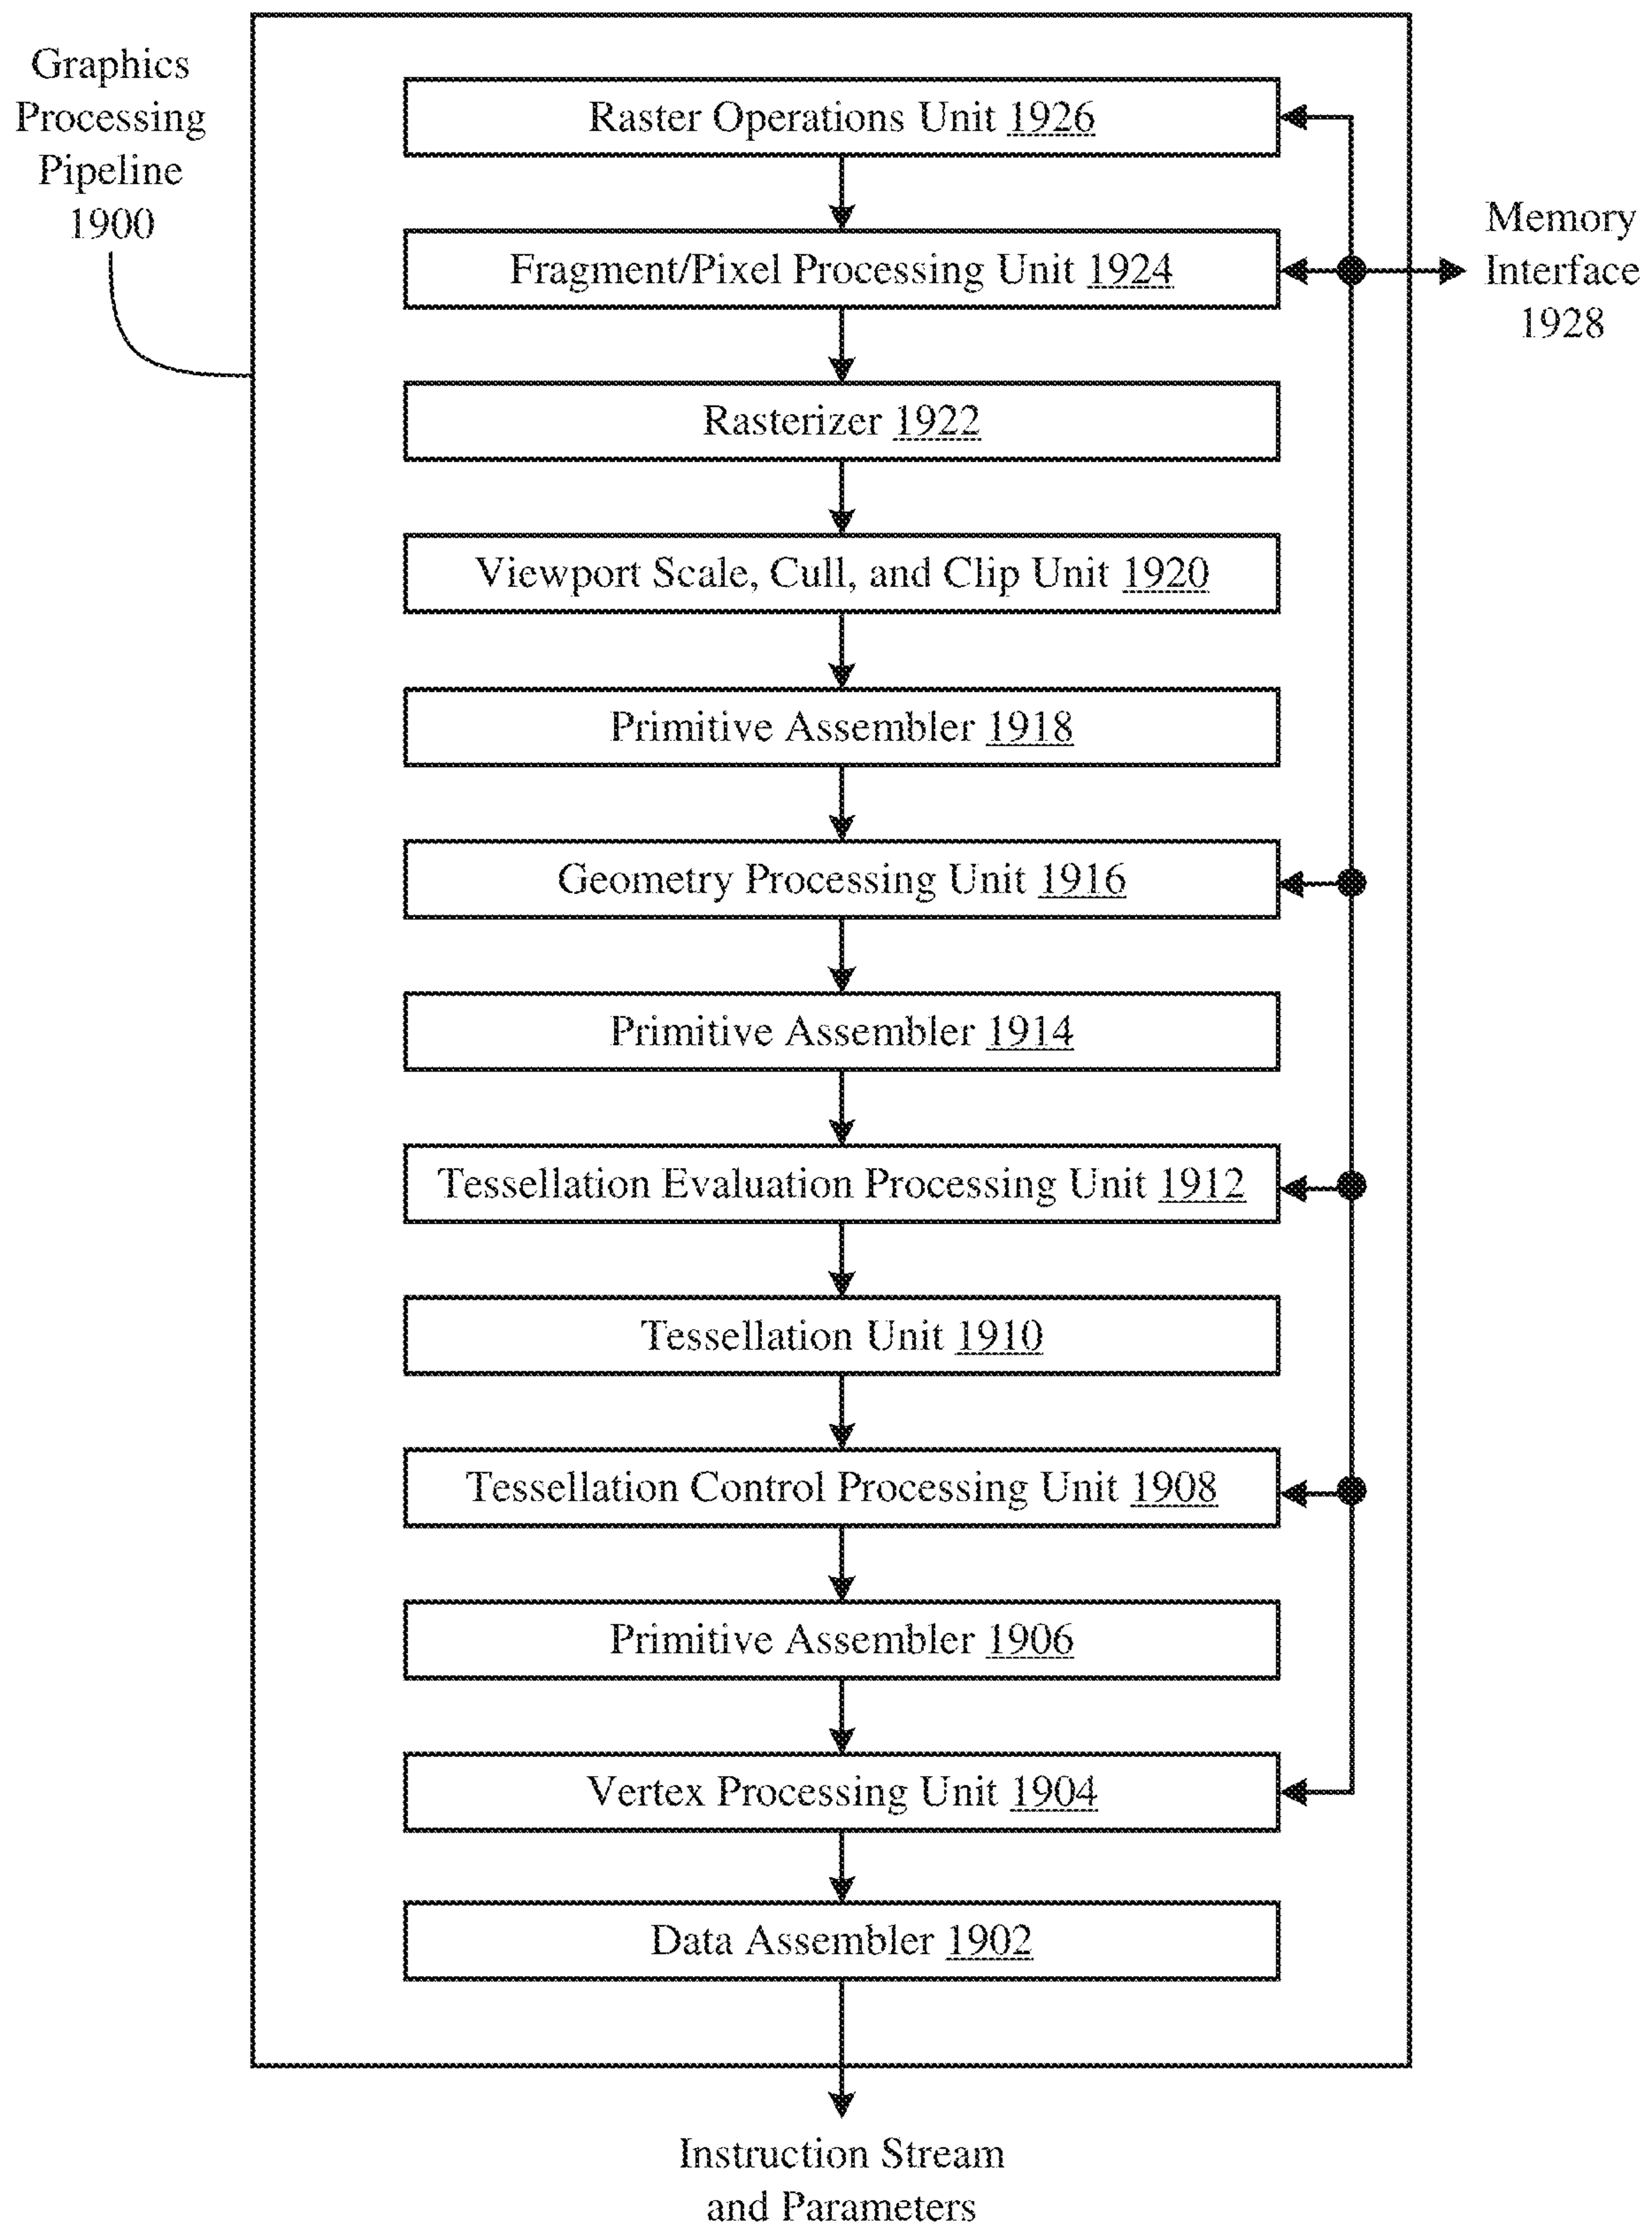 Graphics
Processing
Pipeline
1900
Raster Operations Unit 1926
Fragment/Pixel Processing Unit 1924
Memory
Interface
1928
Rasterizer 1922
Viewport Scale, Cull, and Clip Unit 1920
Primitive Assembler 1918
Geometry Processing Unit 1916
Primitive Assembler 1914
Tessellation Evaluation Processing Unit 1912
Tessellation Unit 1910
Tessellation Control Processing Unit 1908
Primitive Assembler 1906
Vertex Processing Unit 1904
Data Assembler 1902
Instruction Stream
and Parameters